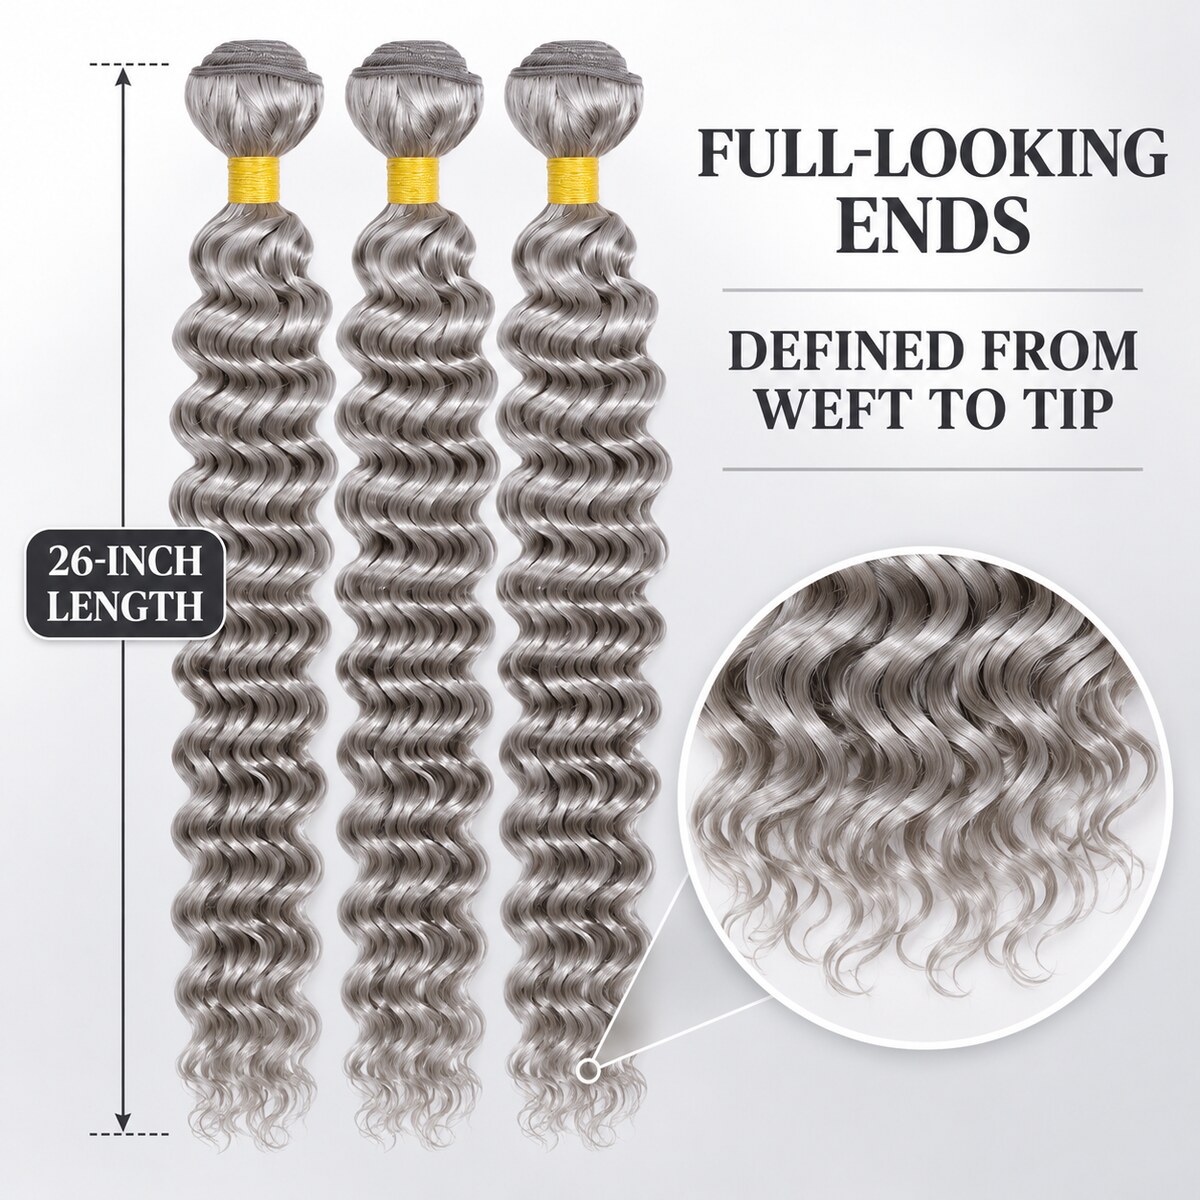 FULL-LOOKING
ENDS
DEFINED FROM
WEFT TO TIP
26-INCH
LENGTH